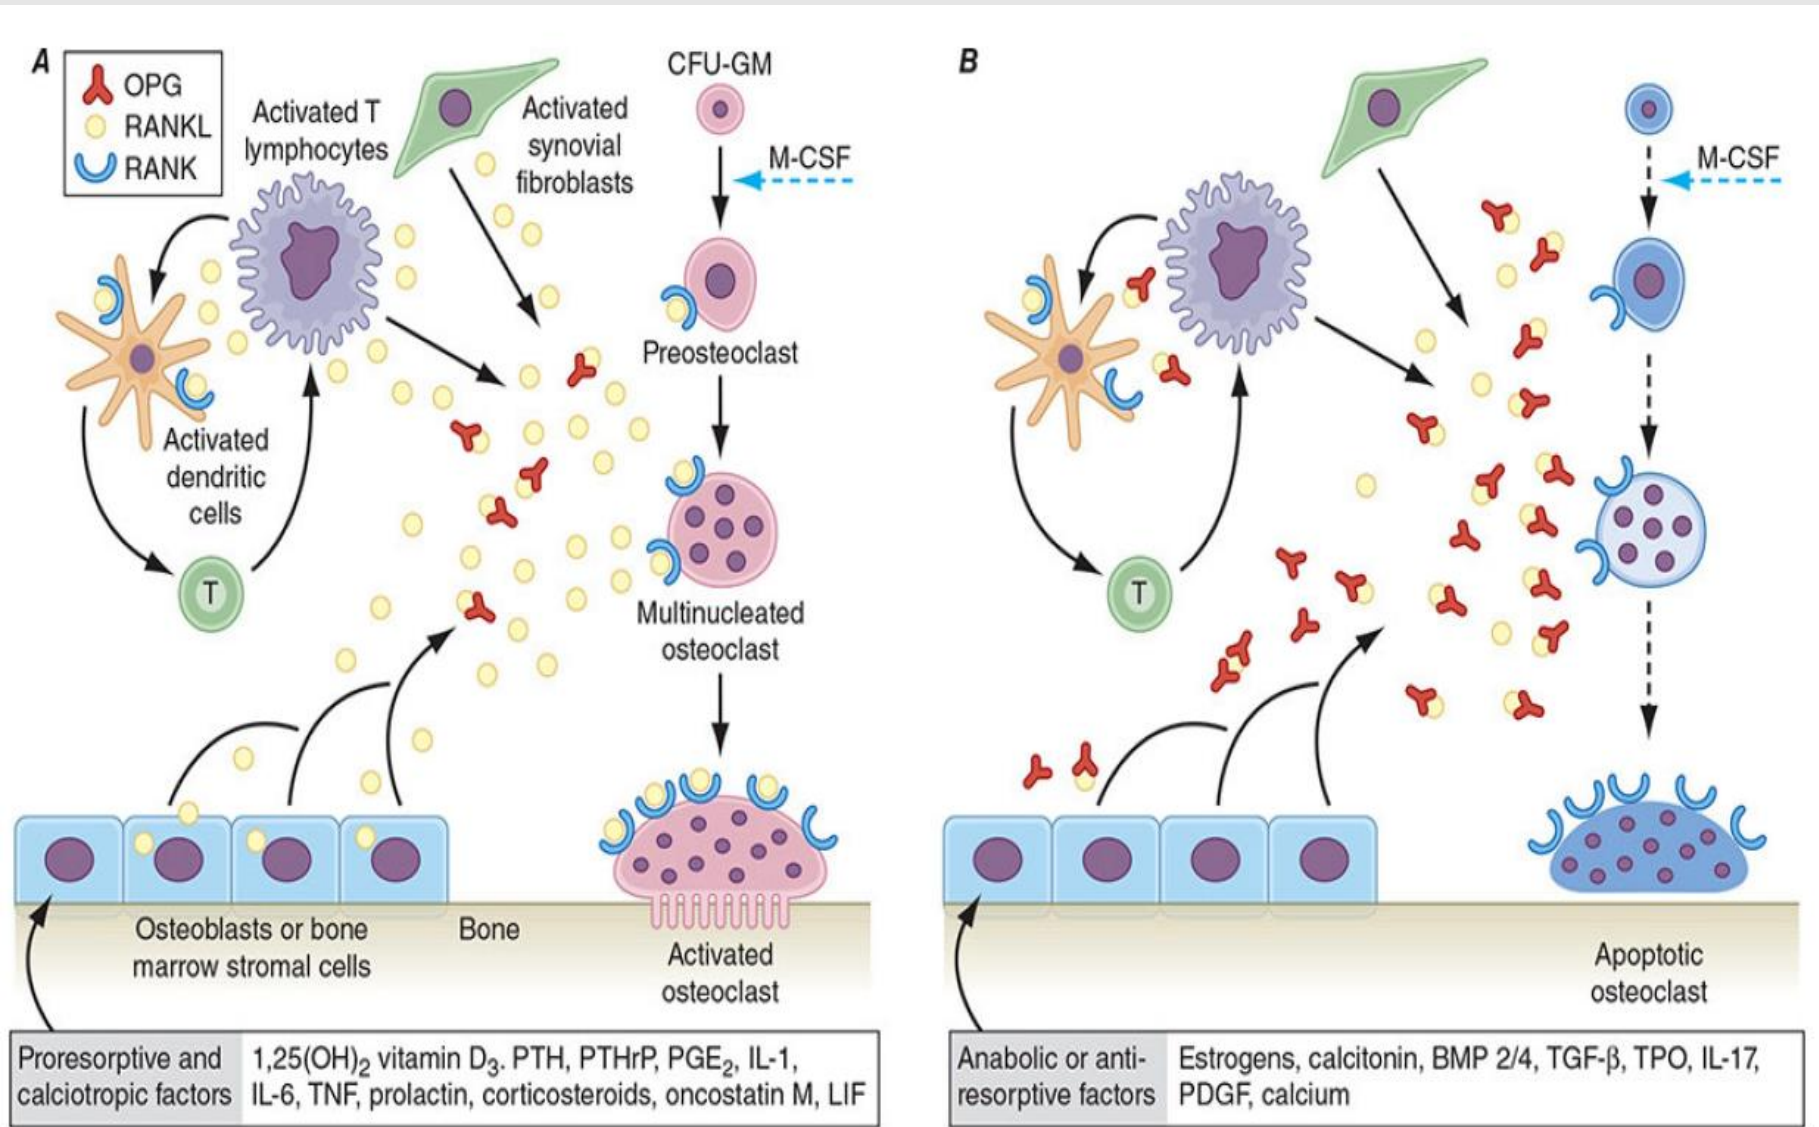 A
OPG
RANKL
RANK
Activated T
lymphocytes
Activated
synovial
fibroblasts
CFU-GM
M-CSF
Preosteoclast
Activated
dendritic
cells
T
Multinucleated
osteoclast
Osteoblasts or bone
marrow stromal cells
Bone
Activated
osteoclast
Proresorptive and
calciotropic factors
1,25(OH)₂ vitamin D₃. PTH, PTHrP, PGE₂, IL-1,
IL-6, TNF, prolactin, corticosteroids, oncostatin M, LIF
B
M-CSF
T
Apoptotic
osteoclast
Anabolic or anti-
resorptive factors
Estrogens, calcitonin, BMP 2/4, TGF-β, TPO, IL-17,
PDGF, calcium